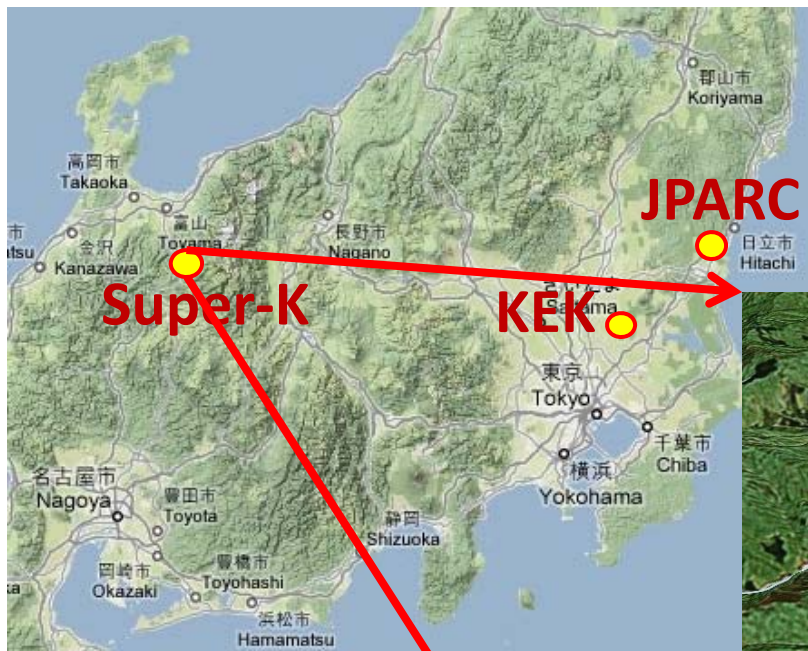 郡山市
Koriyama
高岡市
Takaoka
富山
Toyama
市
atsu
金沢
Kanazawa
長野市
Nagano
JPARC
日立市
Hitachi
Super-K
KEK
東京
Tokyo
千葉市
Chiba
横浜
Yokohama
名古屋市
Nagoya
豊田市
Toyota
静岡
Shizuoka
岡崎市
Okazaki
豊橋市
Toyohashi
浜松市
Hamamatsu